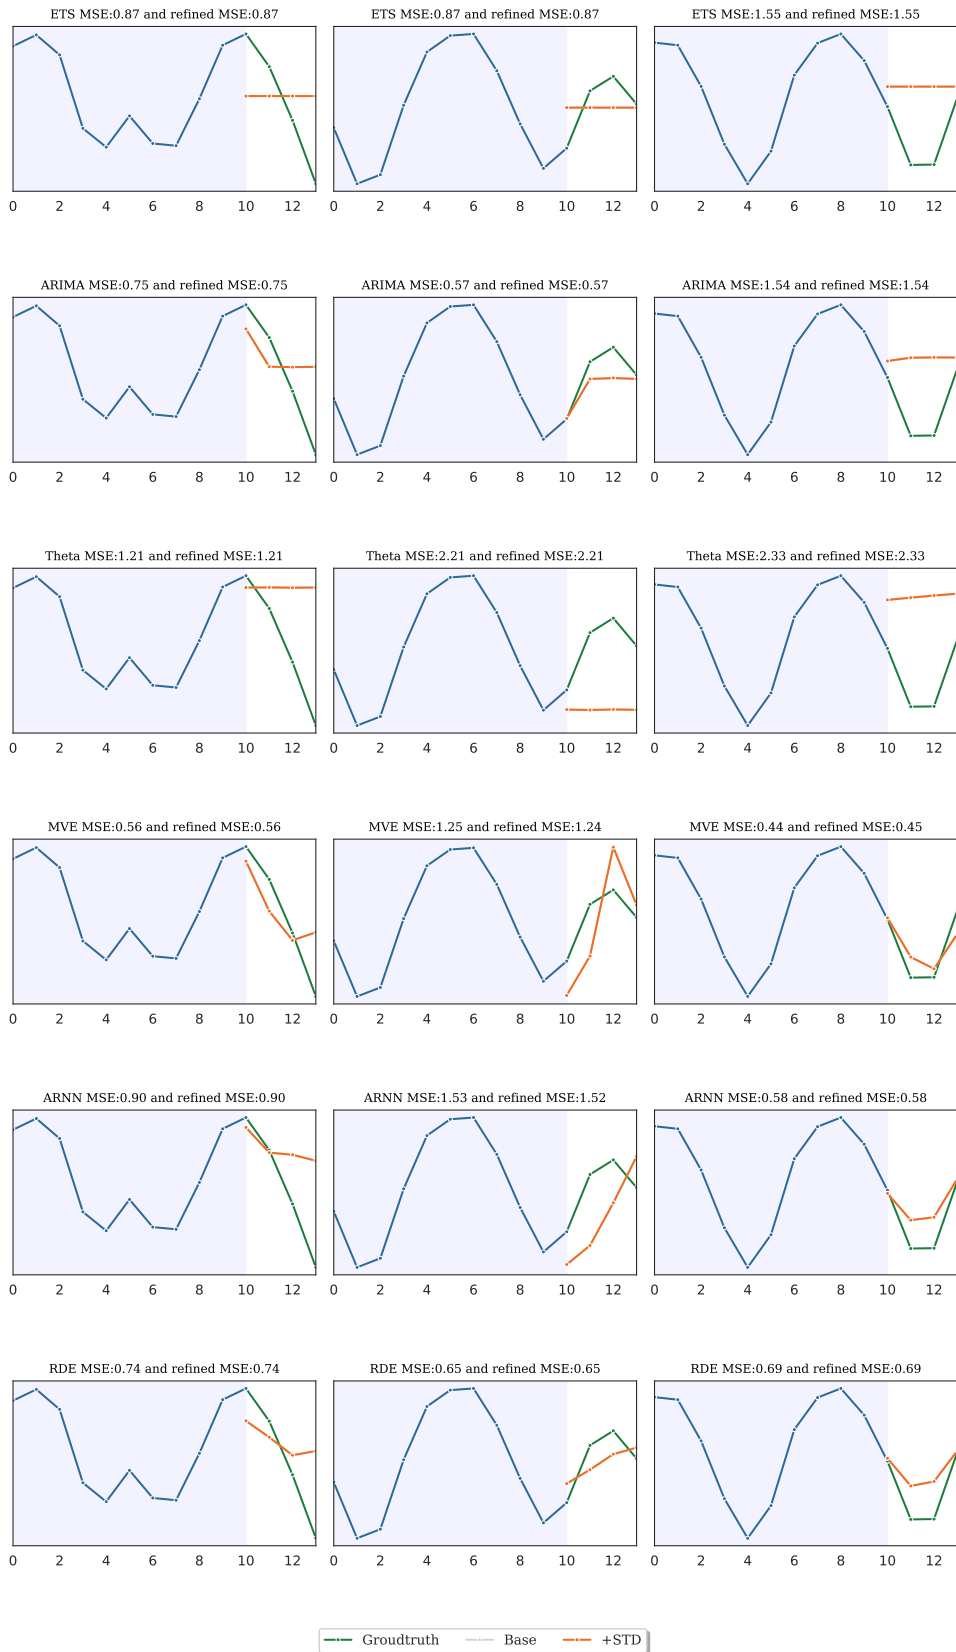 ETS MSE:0.87 and refined MSE:0.87
ETS MSE:0.87 and refined MSE:0.87
ETS MSE:1.55 and refined MSE:1.55
0 2 4 6 8 10 12
0 2 4 6 8 10 12
0 2 4 6 8 10 12
ARIMA MSE:0.75 and refined MSE:0.75
ARIMA MSE:0.57 and refined MSE:0.57
ARIMA MSE:1.54 and refined MSE:1.54
0 2 4 6 8 10 12
0 2 4 6 8 10 12
0 2 4 6 8 10 12
Theta MSE:1.21 and refined MSE:1.21
Theta MSE:2.21 and refined MSE:2.21
Theta MSE:2.33 and refined MSE:2.33
0 2 4 6 8 10 12
0 2 4 6 8 10 12
0 2 4 6 8 10 12
MVE MSE:0.56 and refined MSE:0.56
MVE MSE:1.25 and refined MSE:1.24
MVE MSE:0.44 and refined MSE:0.45
0 2 4 6 8 10 12
0 2 4 6 8 10 12
0 2 4 6 8 10 12
ARNN MSE:0.90 and refined MSE:0.90
ARNN MSE:1.53 and refined MSE:1.52
ARNN MSE:0.58 and refined MSE:0.58
0 2 4 6 8 10 12
0 2 4 6 8 10 12
0 2 4 6 8 10 12
RDE MSE:0.74 and refined MSE:0.74
RDE MSE:0.65 and refined MSE:0.65
RDE MSE:0.69 and refined MSE:0.69
0 2 4 6 8 10 12
0 2 4 6 8 10 12
0 2 4 6 8 10 12
Groudtruth Base +STD